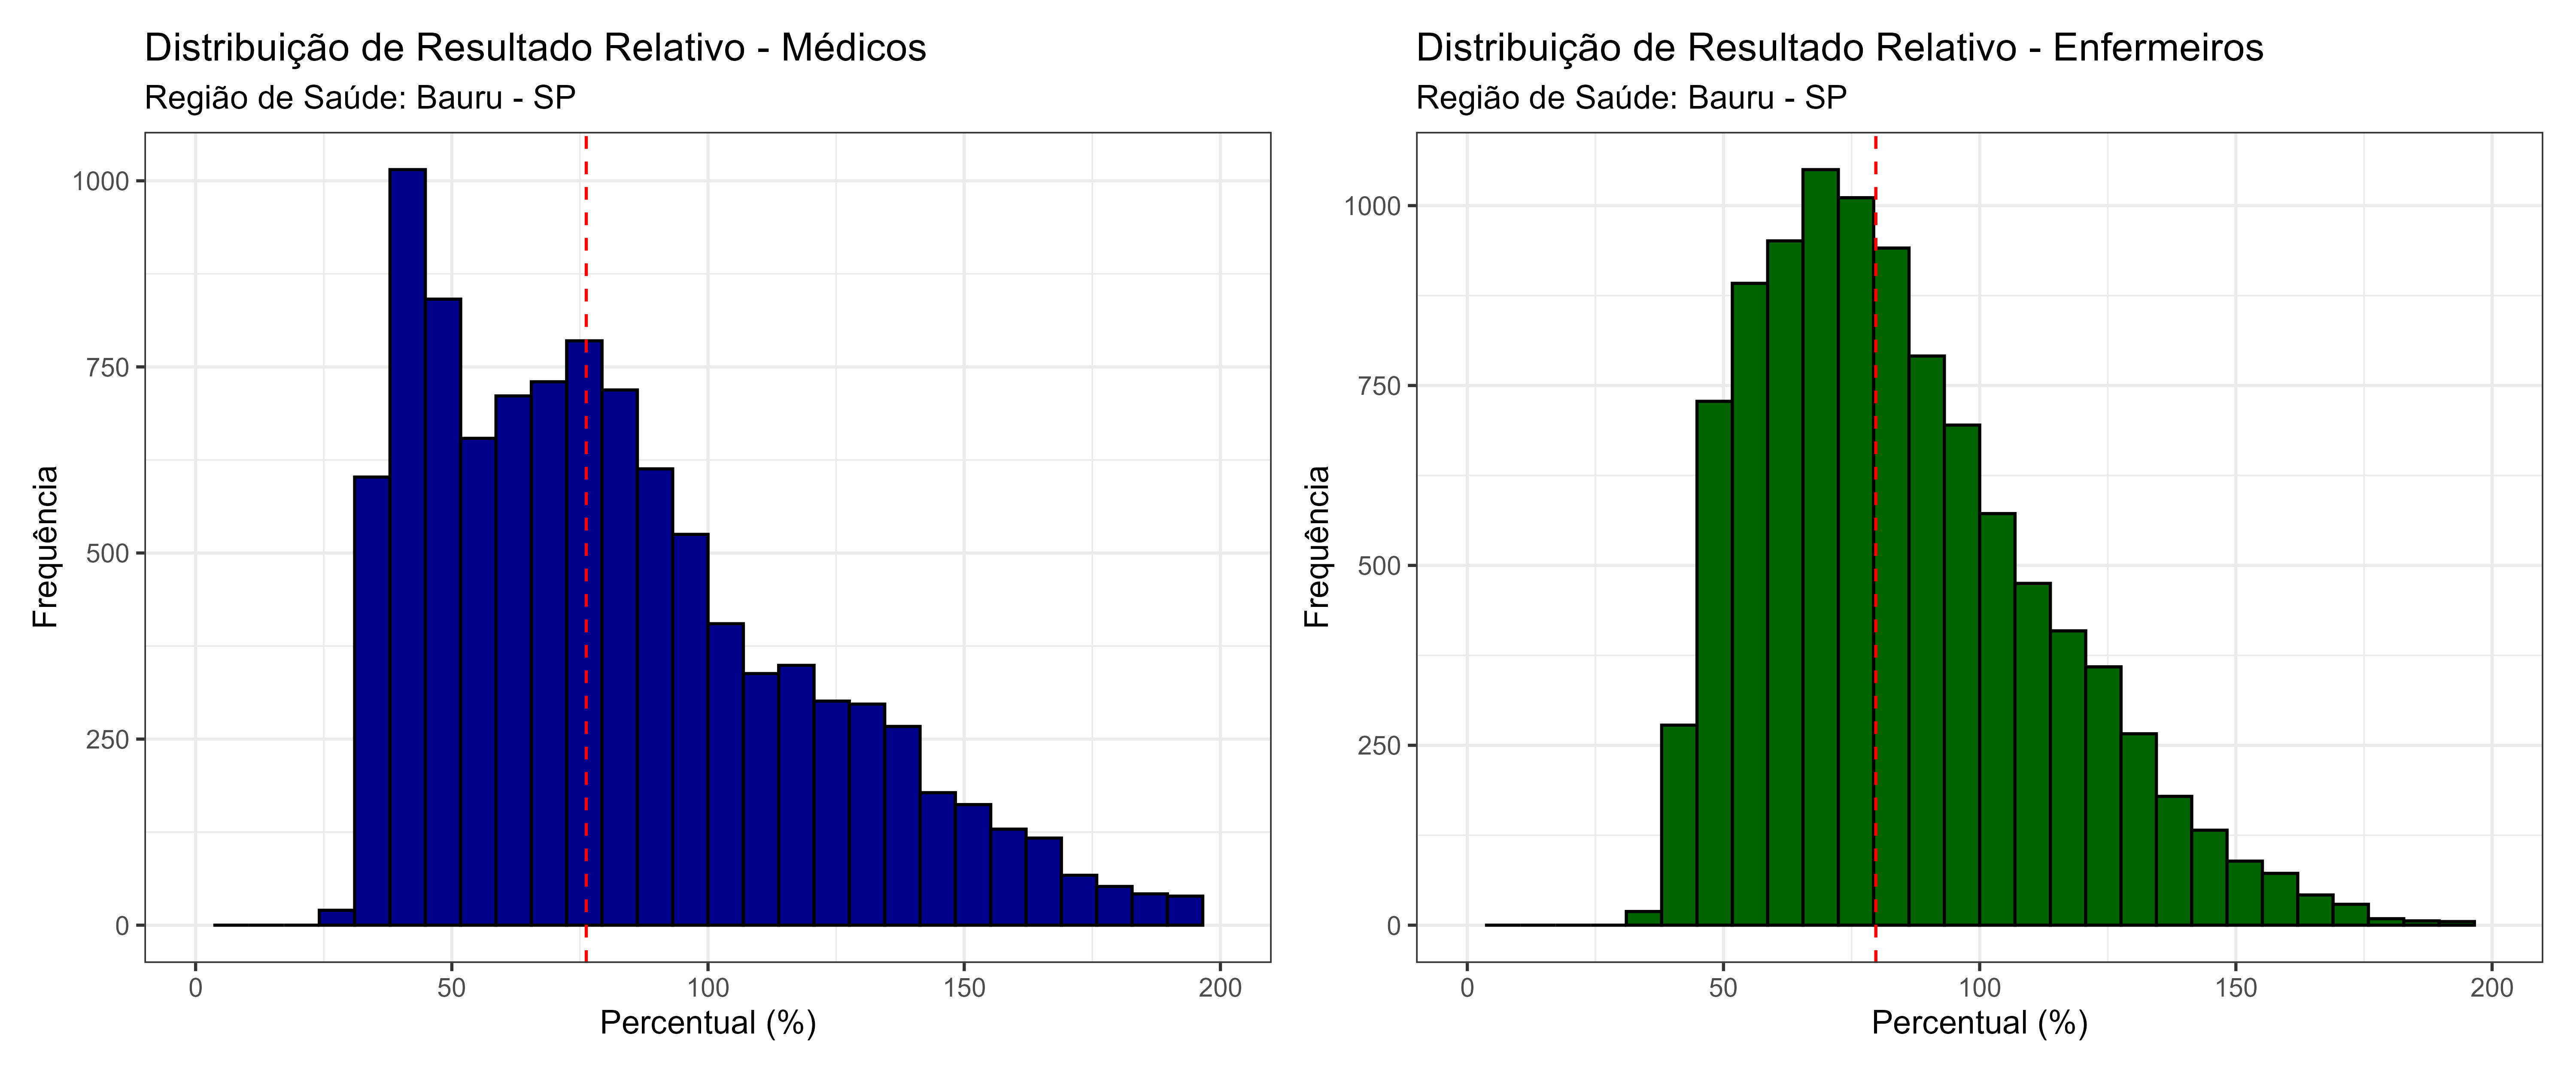 Distribuição de Resultado Relativo - Médicos
Região de Saúde: Bauru - SP
Frequência
1000
750
500
250
0
0 50 100 150 200
Percentual (%)
Distribuição de Resultado Relativo - Enfermeiros
Região de Saúde: Bauru - SP
Frequência
1000
750
500
250
0
0 50 100 150 200
Percentual (%)